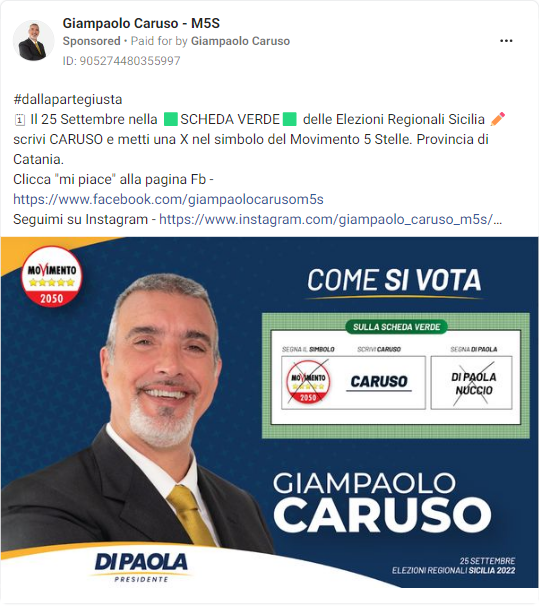 Giampaolo Caruso - M5S
Sponsored • Paid for by Giampaolo Caruso
ID: 905274480355997
#dallapartegiusta
🗓 Il 25 Settembre nella 🟩SCHEDA VERDE🟩 delle Elezioni Regionali Sicilia ✏️
scrivi CARUSO e metti una X nel simbolo del Movimento 5 Stelle. Provincia di
Catania.
Clicca "mi piace" alla pagina Fb -
https://www.facebook.com/giampaolocarusom5s
Seguimi su Instagram - https://www.instagram.com/giampaolo_caruso_m5s/...
MOVIMENTO
2050
COME SI VOTA
SULLA SCHEDA VERDE
SEGNA IL SIMBOLO
SCRIVI CARUSO
SEGNA DI PAOLA
MOVIMENTO
2050
CARUSO
DI PAOLA
NUCCIO
GIAMPAOLO
CARUSO
DI PAOLA
PRESIDENTE
25 SETTEMBRE
ELEZIONI REGIONALI SICILIA 2022